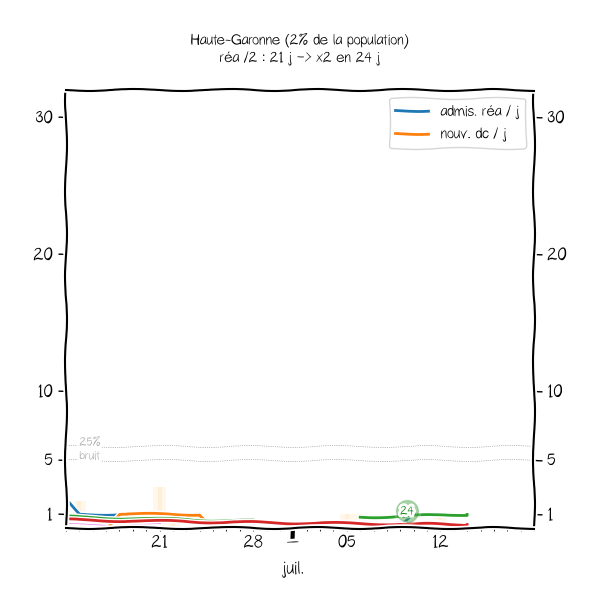 Haute-Garonne (2% de la population)
réa /2 : 21 j -> x2 en 24 j
admis. réa / j
nouv. dc / j
30
30
20
20
10
10
25%
bruit
5
5
24
1
1
21
28
05
12
juil.